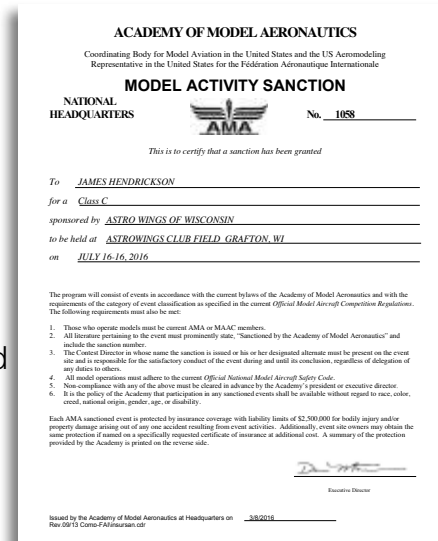 ACADEMY OF MODEL AERONAUTICS
Coordinating Body for Model Aviation in the United States and the US Aeromodeling
Representative in the United States for the Fédération Aéronautique Internationale
MODEL ACTIVITY SANCTION
NATIONAL
HEADQUARTERS
AMA
No. 1058
This is to certify that a sanction has been granted
To JAMES HENDRICKSON
for a Class C
sponsored by ASTRO WINGS OF WISCONSIN
to be held at ASTROWINGS CLUB FIELD GRAFTON, WI
on JULY 16-16, 2016
The program will consist of events in accordance with the current bylaws of the Academy of Model Aeronautics and with the
requirements of the category of event classification as specified in the current Official Model Aircraft Competition Regulations.
The following requirements must also be met:
1. Those who operate models must be current AMA or MAAC members.
2. All literature pertaining to the event must prominently state, "Sanctioned by the Academy of Model Aeronautics" and
include the sanction number.
3. The Contest Director in whose name the sanction is issued or his or her designated alternate must be present on the event
site and is responsible for the satisfactory conduct of the event during and until its conclusion, regardless of delegation of
any duties to others.
4. All model operations must adhere to the current Official National Model Aircraft Safety Code.
5. Non-compliance with any of the above must be cleared in advance by the Academy's president or executive director.
6. It is the policy of the Academy that participation in any sanctioned events shall be available without regard to race, color,
creed, national origin, gender, age, or disability.
Each AMA sanctioned event is protected by insurance coverage with liability limits of $2,500,000 for bodily injury and/or
property damage arising out of any one accident resulting from event activities. Additionally, event site owners may obtain the
same protection if named on a specifically requested certificate of insurance at additional cost. A summary of the protection
provided by the Academy is printed on the reverse side.
Executive Director
Issued by the Academy of Model Aeronautics at Headquarters on 3/8/2016
Rev.09/13 Como-FAI\insursan.cdr